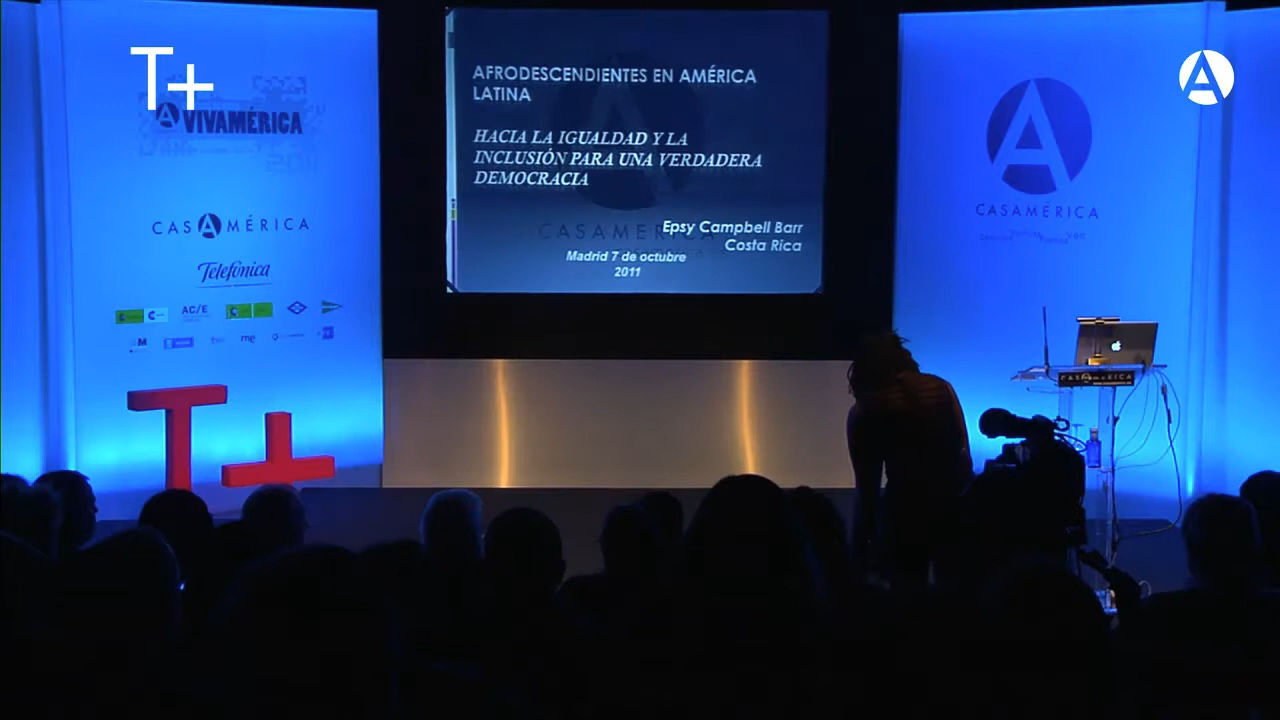 T+
VIVAMÉRICA
CASAMÉRICA
Telefónica
AC/E
T+
AFRODESCENDIENTES EN AMÉRICA
LATINA
HACIA LA IGUALDAD Y LA
INCLUSIÓN PARA UNA VERDADERA
DEMOCRACIA
Epsy Campbell Barr
Costa Rica
Madrid 7 de octubre
2011
CASAMÉRICA
A
A
CASAMÉRICA
CASAMÉRICA